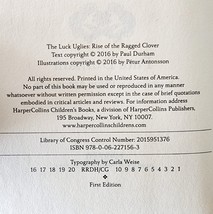 The Luck Uglies: Rise of the Ragged Clover
Text copyright © 2016 by Paul Durham
Illustrations copyright © 2016 by Pétur Antonsson
All rights reserved. Printed in the United States of America.
No part of this book may be used or reproduced in any manner
whatsoever without written permission except in the case of brief quotations
embodied in critical articles and reviews. For information address
HarperCollins Children's Books, a division of HarperCollins Publishers,
195 Broadway, New York, NY 10007.
www.harpercollinschildrens.com
Library of Congress Control Number: 2015951376
ISBN 978-0-06-227156-3
Typography by Carla Weise
16 17 18 19 20 RRDH/CG 10 9 8 7 6 5 4 3 2 1
First Edition